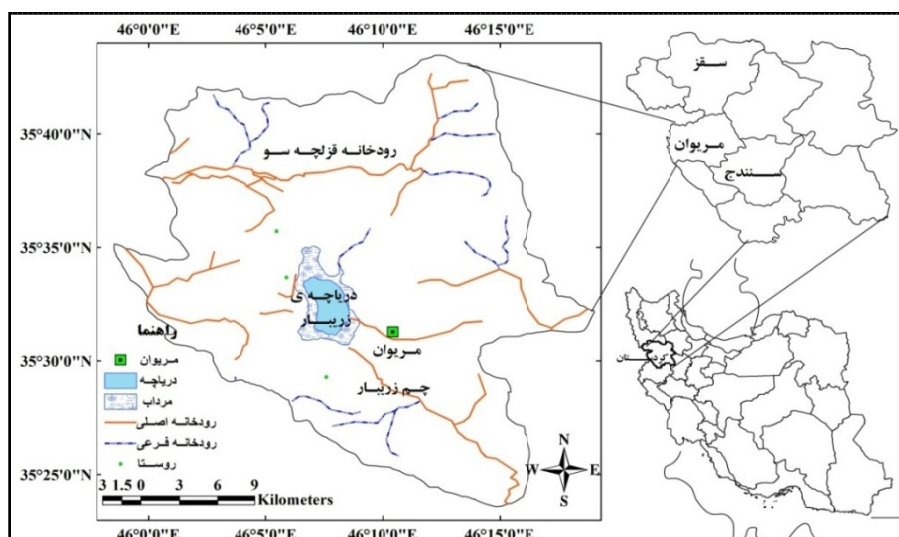 46°0'0"E 46°5'0"E 46°10'0"E 46°15'0"E
35°40'0"N
35°35'0"N
35°30'0"N
35°25'0"N
رودخانه قزلچه سو
دریاچه ی
زریبار
مریوان
چم زریبار
راهنما
مریوان
دریاچه
مرداب
رودخانه اصلی
رودخانه فرعی
روستا
3 1.5 0 3 6 9
Kilometers
N
W E
S
46°0'0"E 46°5'0"E 46°10'0"E 46°15'0"E
سقز
مریوان
سنندج
کردستان